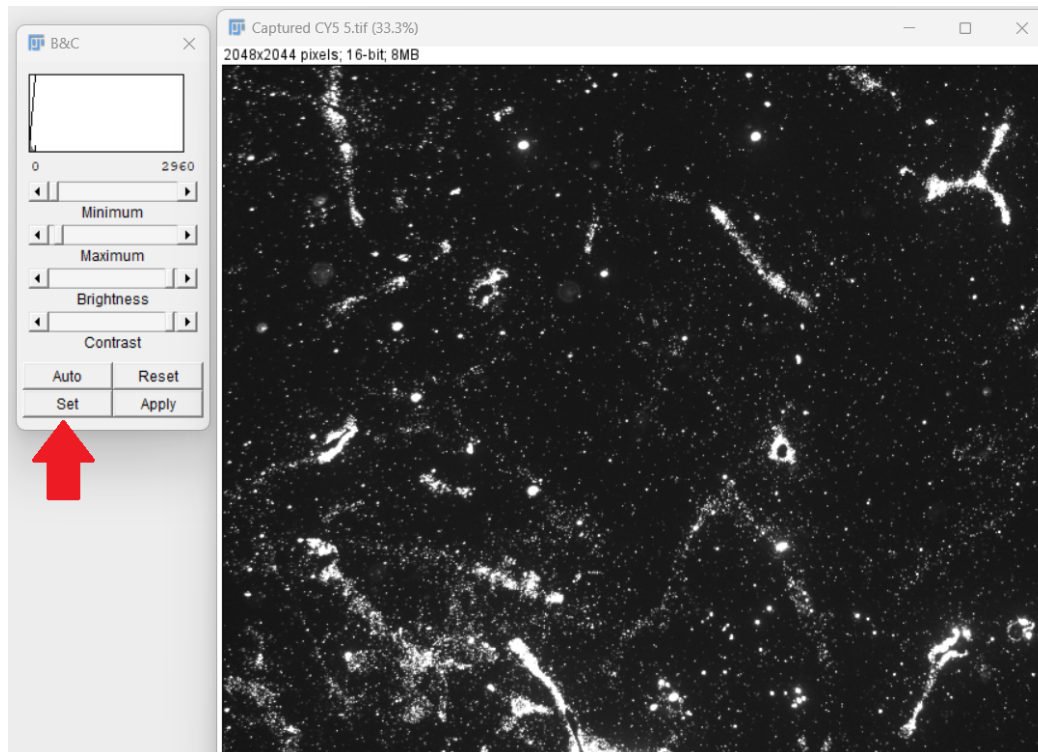 B&C
0 2960
Minimum
Maximum
Brightness
Contrast
Auto Reset
Set Apply
Captured CY5 5.tif (33.3%)
2048x2044 pixels; 16-bit; 8MB